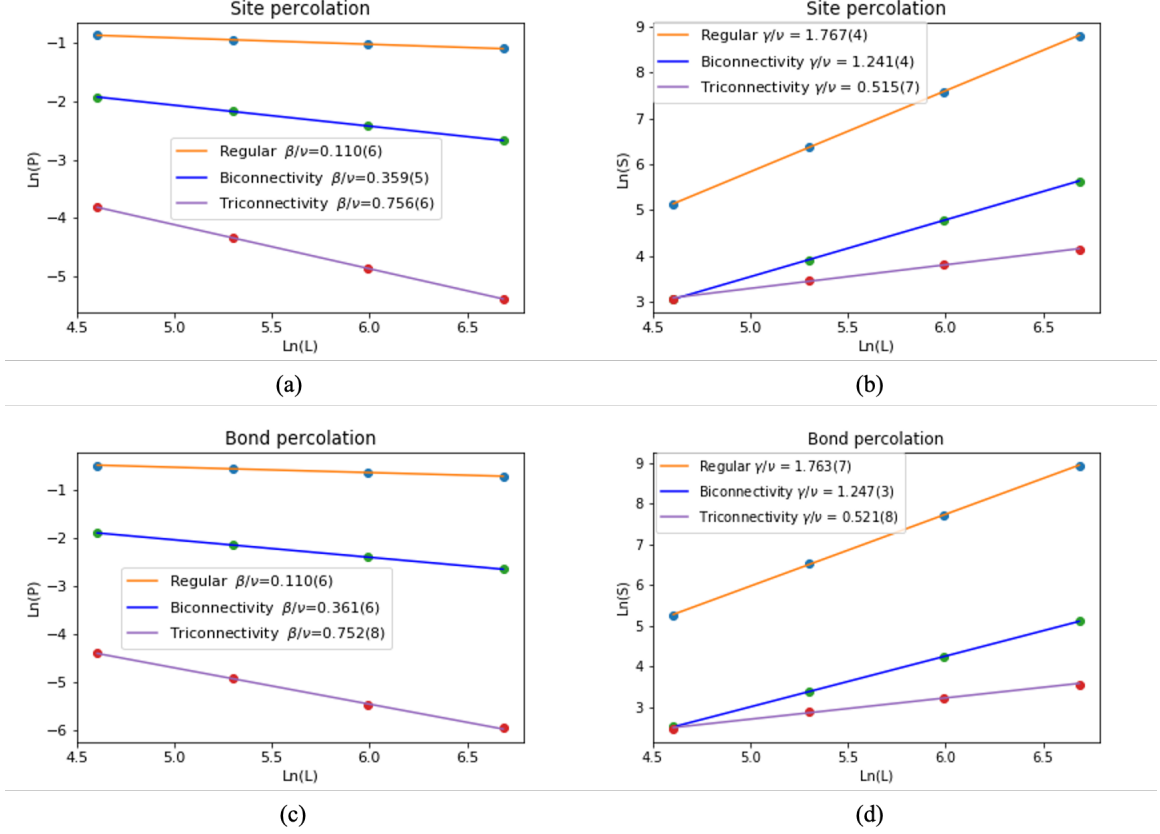 Site percolation
Ln(P)
−1
−2
−3
−4
−5
Regular β/ν=0.110(6)
Biconnectivity β/ν=0.359(5)
Triconnectivity β/ν=0.756(6)
4.5 5.0 5.5 6.0 6.5
Ln(L)
(a)
Site percolation
Ln(S)
9
8
7
6
5
4
3
Regular γ/ν = 1.767(4)
Biconnectivity γ/ν = 1.241(4)
Triconnectivity γ/ν = 0.515(7)
4.5 5.0 5.5 6.0 6.5
Ln(L)
(b)
Bond percolation
Ln(P)
−1
−2
−3
−4
−5
−6
Regular β/ν=0.110(6)
Biconnectivity β/ν=0.361(6)
Triconnectivity β/ν=0.752(8)
4.5 5.0 5.5 6.0 6.5
Ln(L)
(c)
Bond percolation
Ln(S)
9
8
7
6
5
4
3
Regular γ/ν = 1.763(7)
Biconnectivity γ/ν = 1.247(3)
Triconnectivity γ/ν = 0.521(8)
4.5 5.0 5.5 6.0 6.5
Ln(L)
(d)